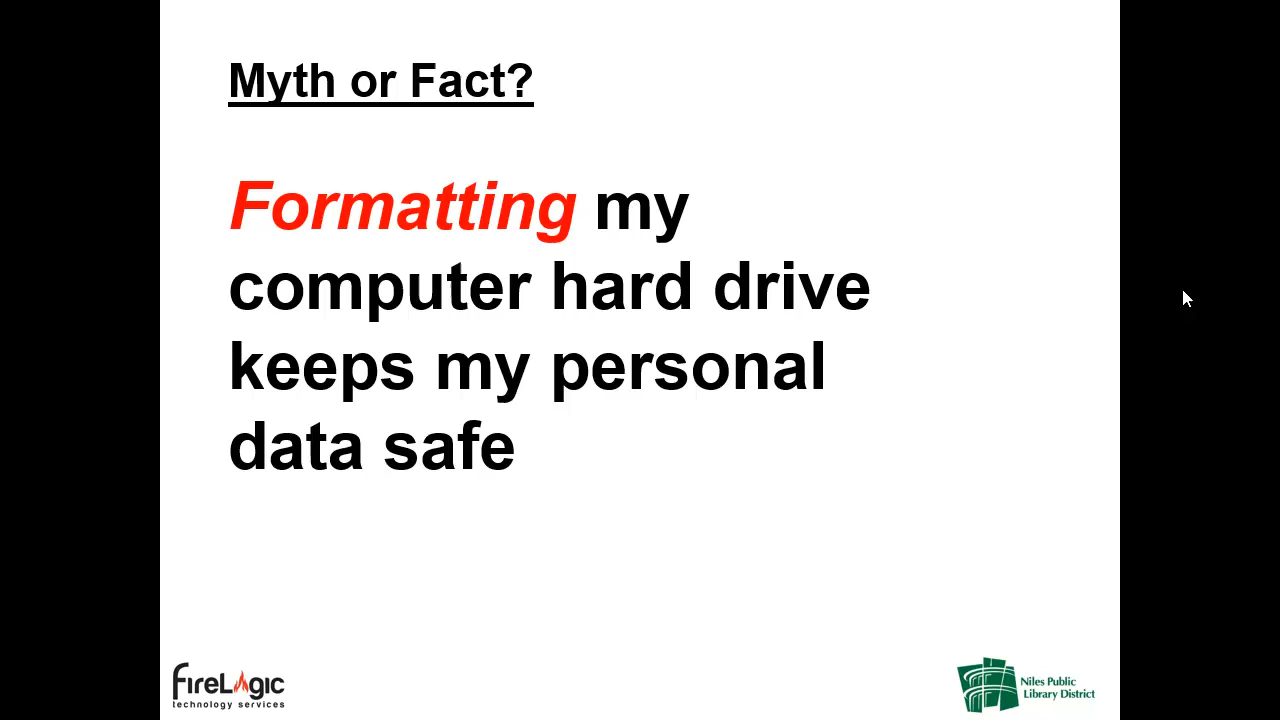 Myth or Fact?
Formatting my
computer hard drive
keeps my personal
data safe
fireLogic
technology services
Niles Public
Library District